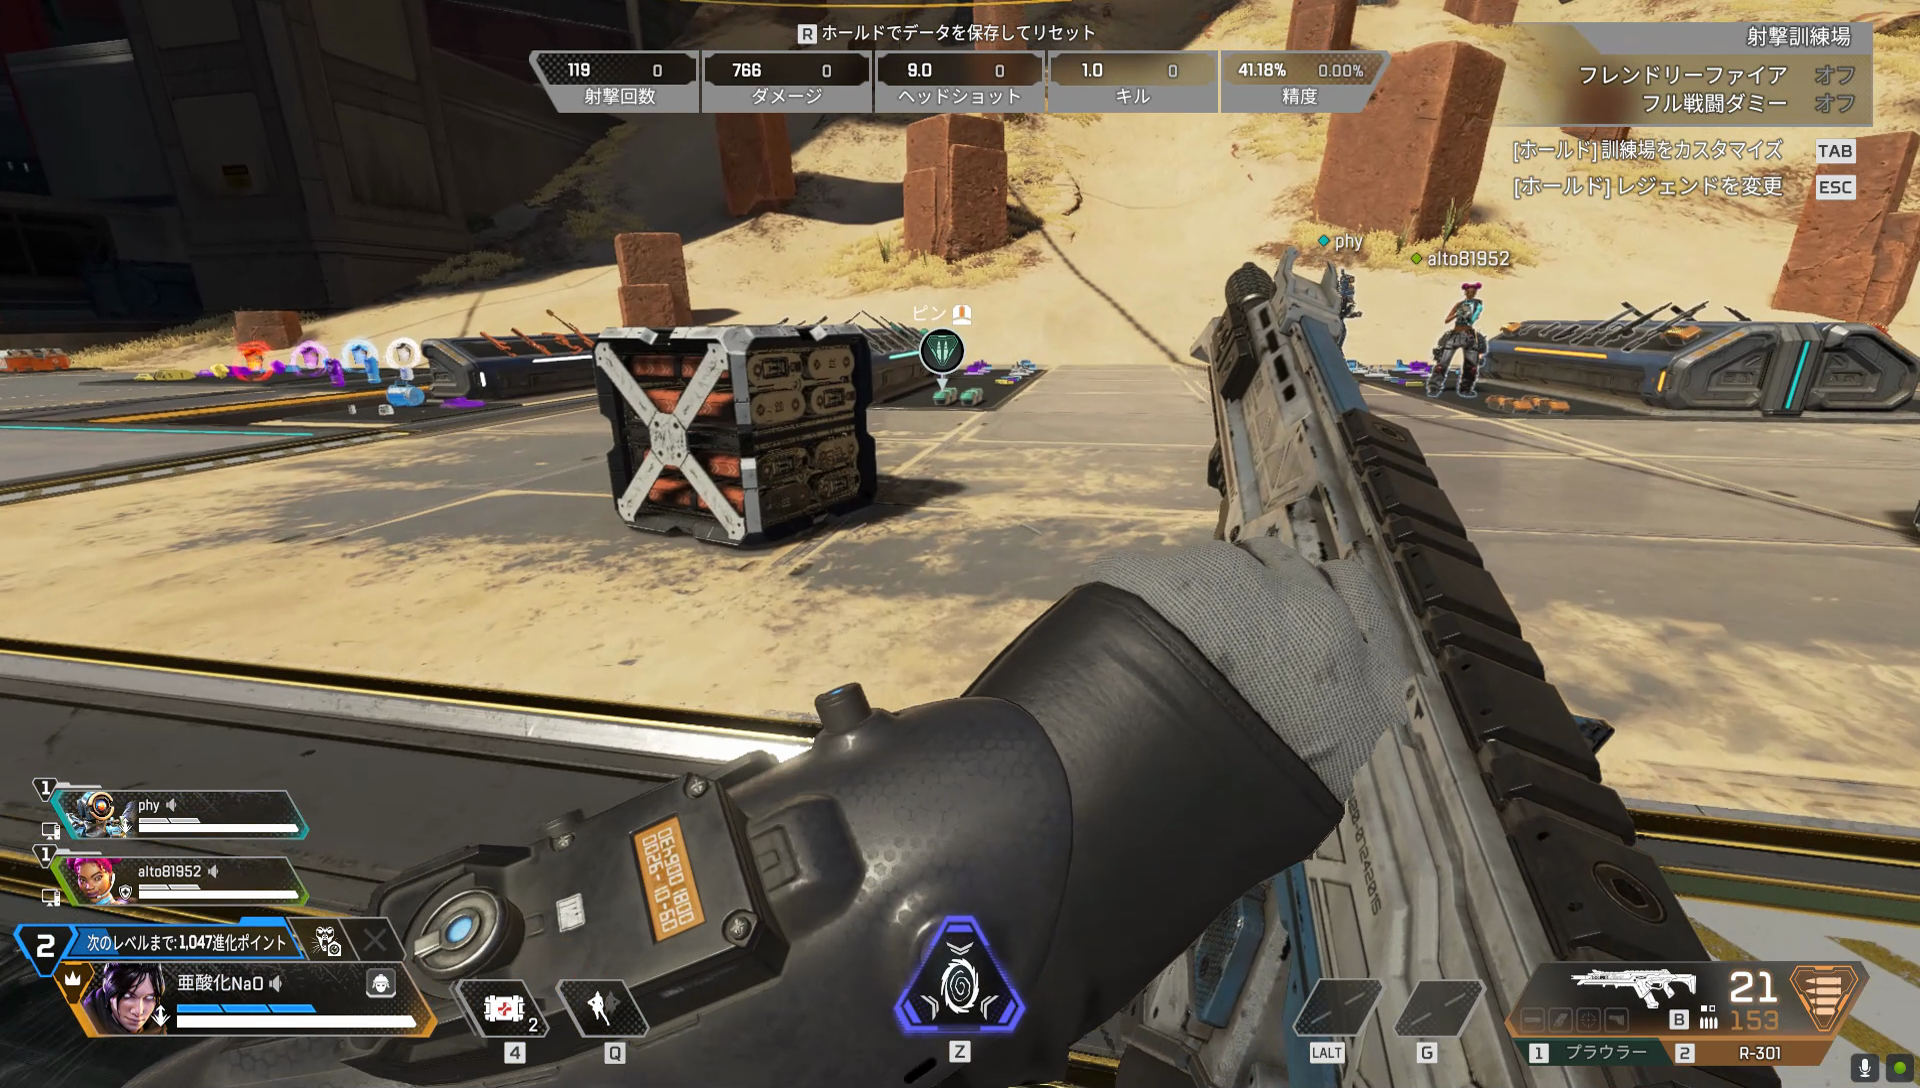 R ホールドでデータを保存してリセット
119 0 766 0 9.0 0 1.0 0 41.18% 0.00%
射撃回数 ダメージ ヘッドショット キル 精度
射撃訓練場
フレンドリーファイア オフ
フル戦闘ダミー オフ
[ホールド]訓練場をカスタマイズ TAB
[ホールド]レジェンドを変更 ESC
phy
alto81952
ピン
1
phy
1
alto81952
2 次のレベルまで:1,047進化ポイント
亜酸化NaO
2
4 Q Z LALT G
21
B 153
1 プラウラー 2 R-301